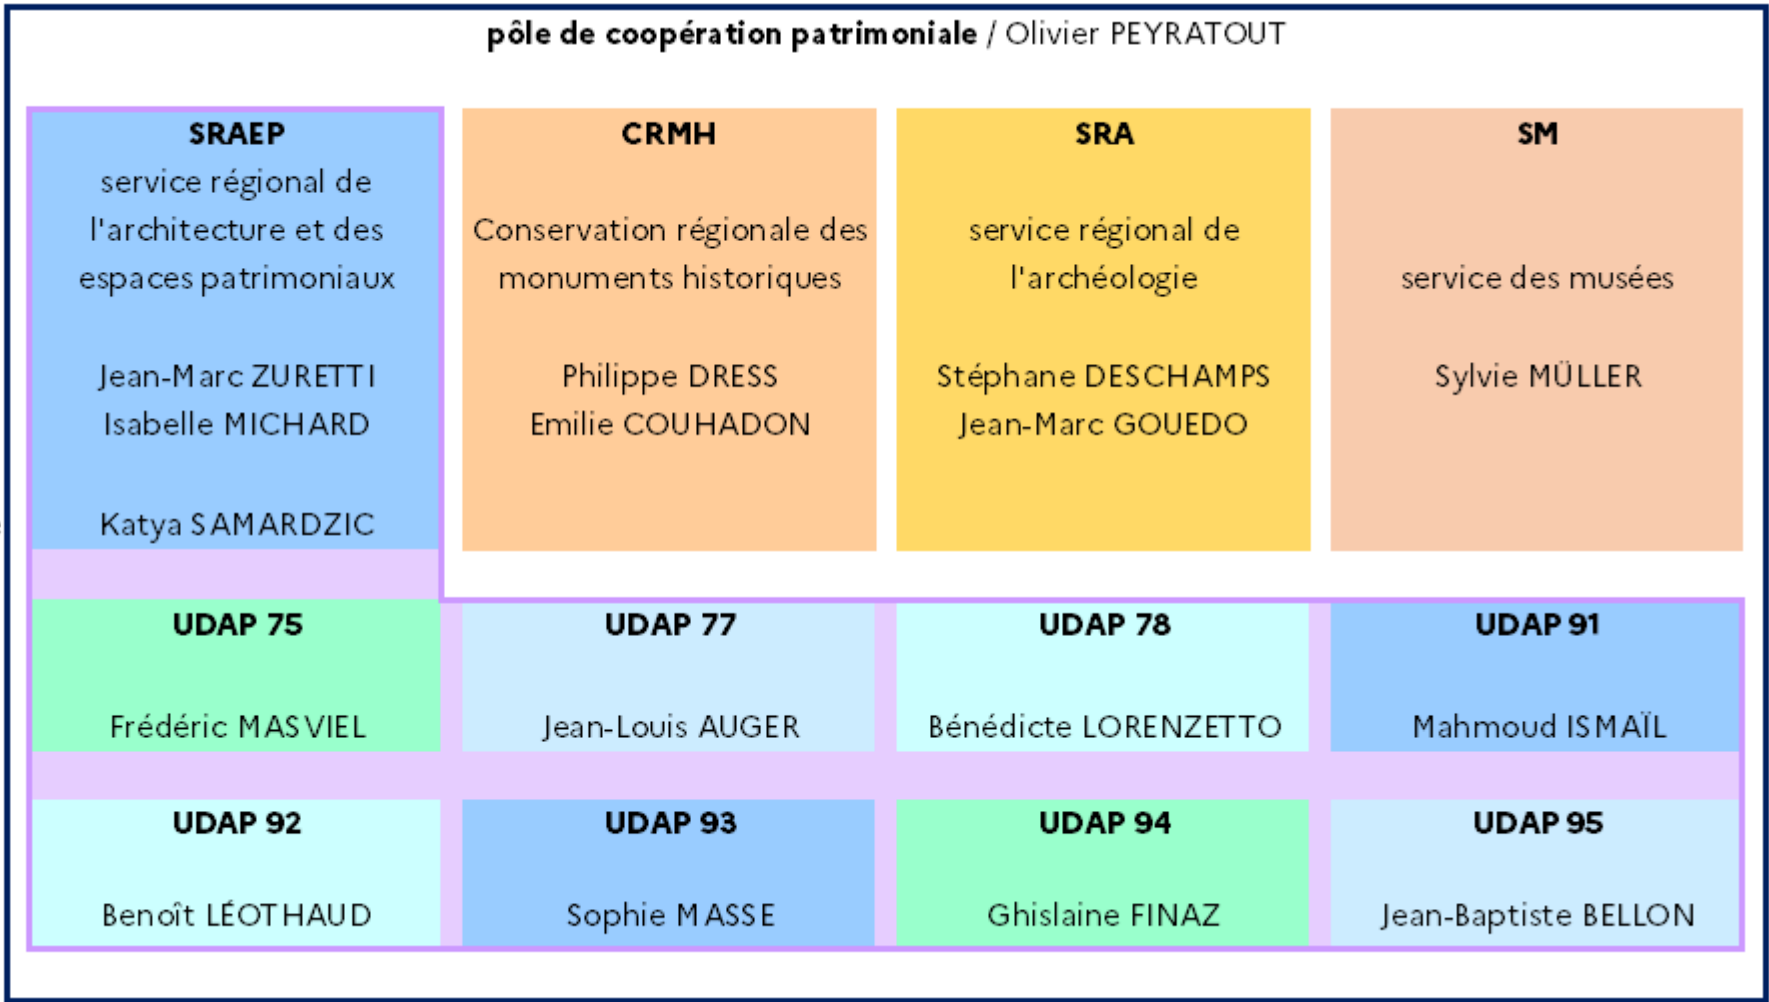 pôle de coopération patrimoniale / Olivier PEYRATOUT
SRAEP
service régional de
l'architecture et des
espaces patrimoniaux
Jean-Marc ZURETTI
Isabelle MICHARD
Katya SAMARDZIC
CRMH
Conservation régionale des
monuments historiques
Philippe DRESS
Emilie COUHADON
SRA
service régional de
l'archéologie
Stéphane DESCHAMPS
Jean-Marc GOUEDO
SM
service des musées
Sylvie MÜLLER
UDAP 75
Frédéric MASVIEL
UDAP 77
Jean-Louis AUGER
UDAP 78
Bénédicte LORENZETTO
UDAP 91
Mahmoud ISMAÏL
UDAP 92
Benoît LÉOTHAUD
UDAP 93
Sophie MASSE
UDAP 94
Ghislaine FINAZ
UDAP 95
Jean-Baptiste BELLON